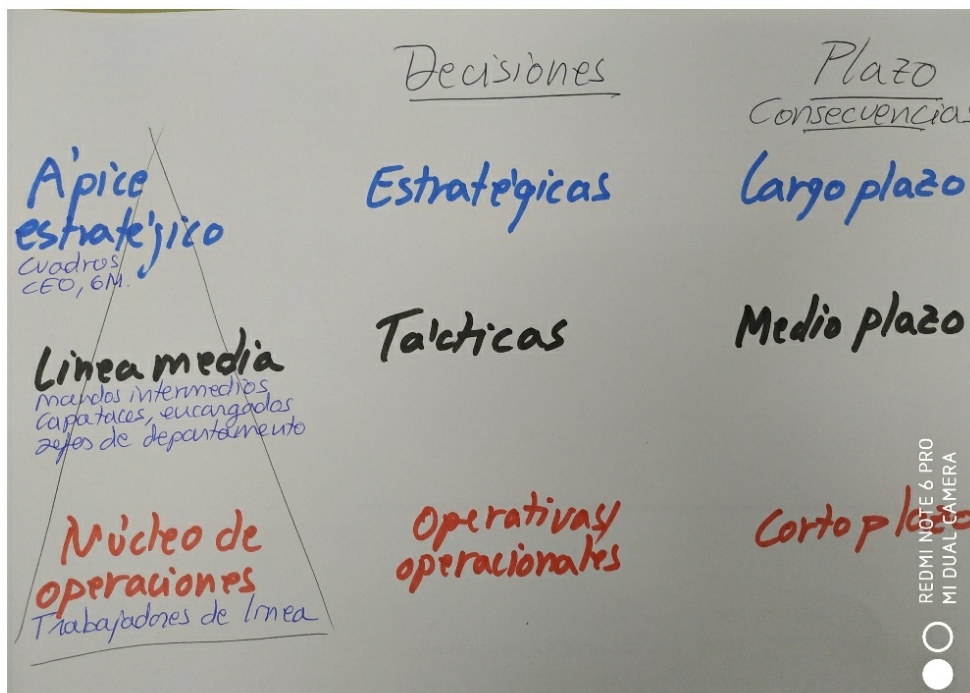 Decisiones
Plazo
Consecuencias
Ápice
estratégico
Cuadros
CEO, GM.
Estratégicas
Largo plazo
Línea media
mandos intermedios
capataces, encargados
jefes de departamento
Tácticas
Medio plazo
Núcleo de
operaciones
Trabajadores de línea
Operativas/
operacionales
Corto plazo
REDMI NOTE 6 PRO
MI DUAL CAMERA